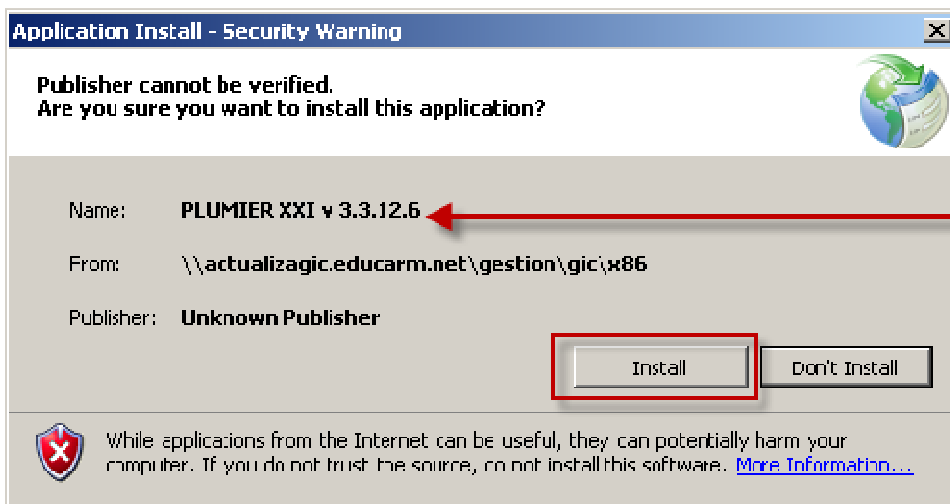 Application Install - Security Warning
Publisher cannot be verified.
Are you sure you want to install this application?
Name: PLUMIER XXI v 3.3.12.6
From: \\actualizagic.educarm.net\gestion\gic\x86
Publisher: Unknown Publisher
Install Don't Install
While applications from the Internet can be useful, they can potentially harm your
computer. If you do not trust the source, do not install this software. More Information...